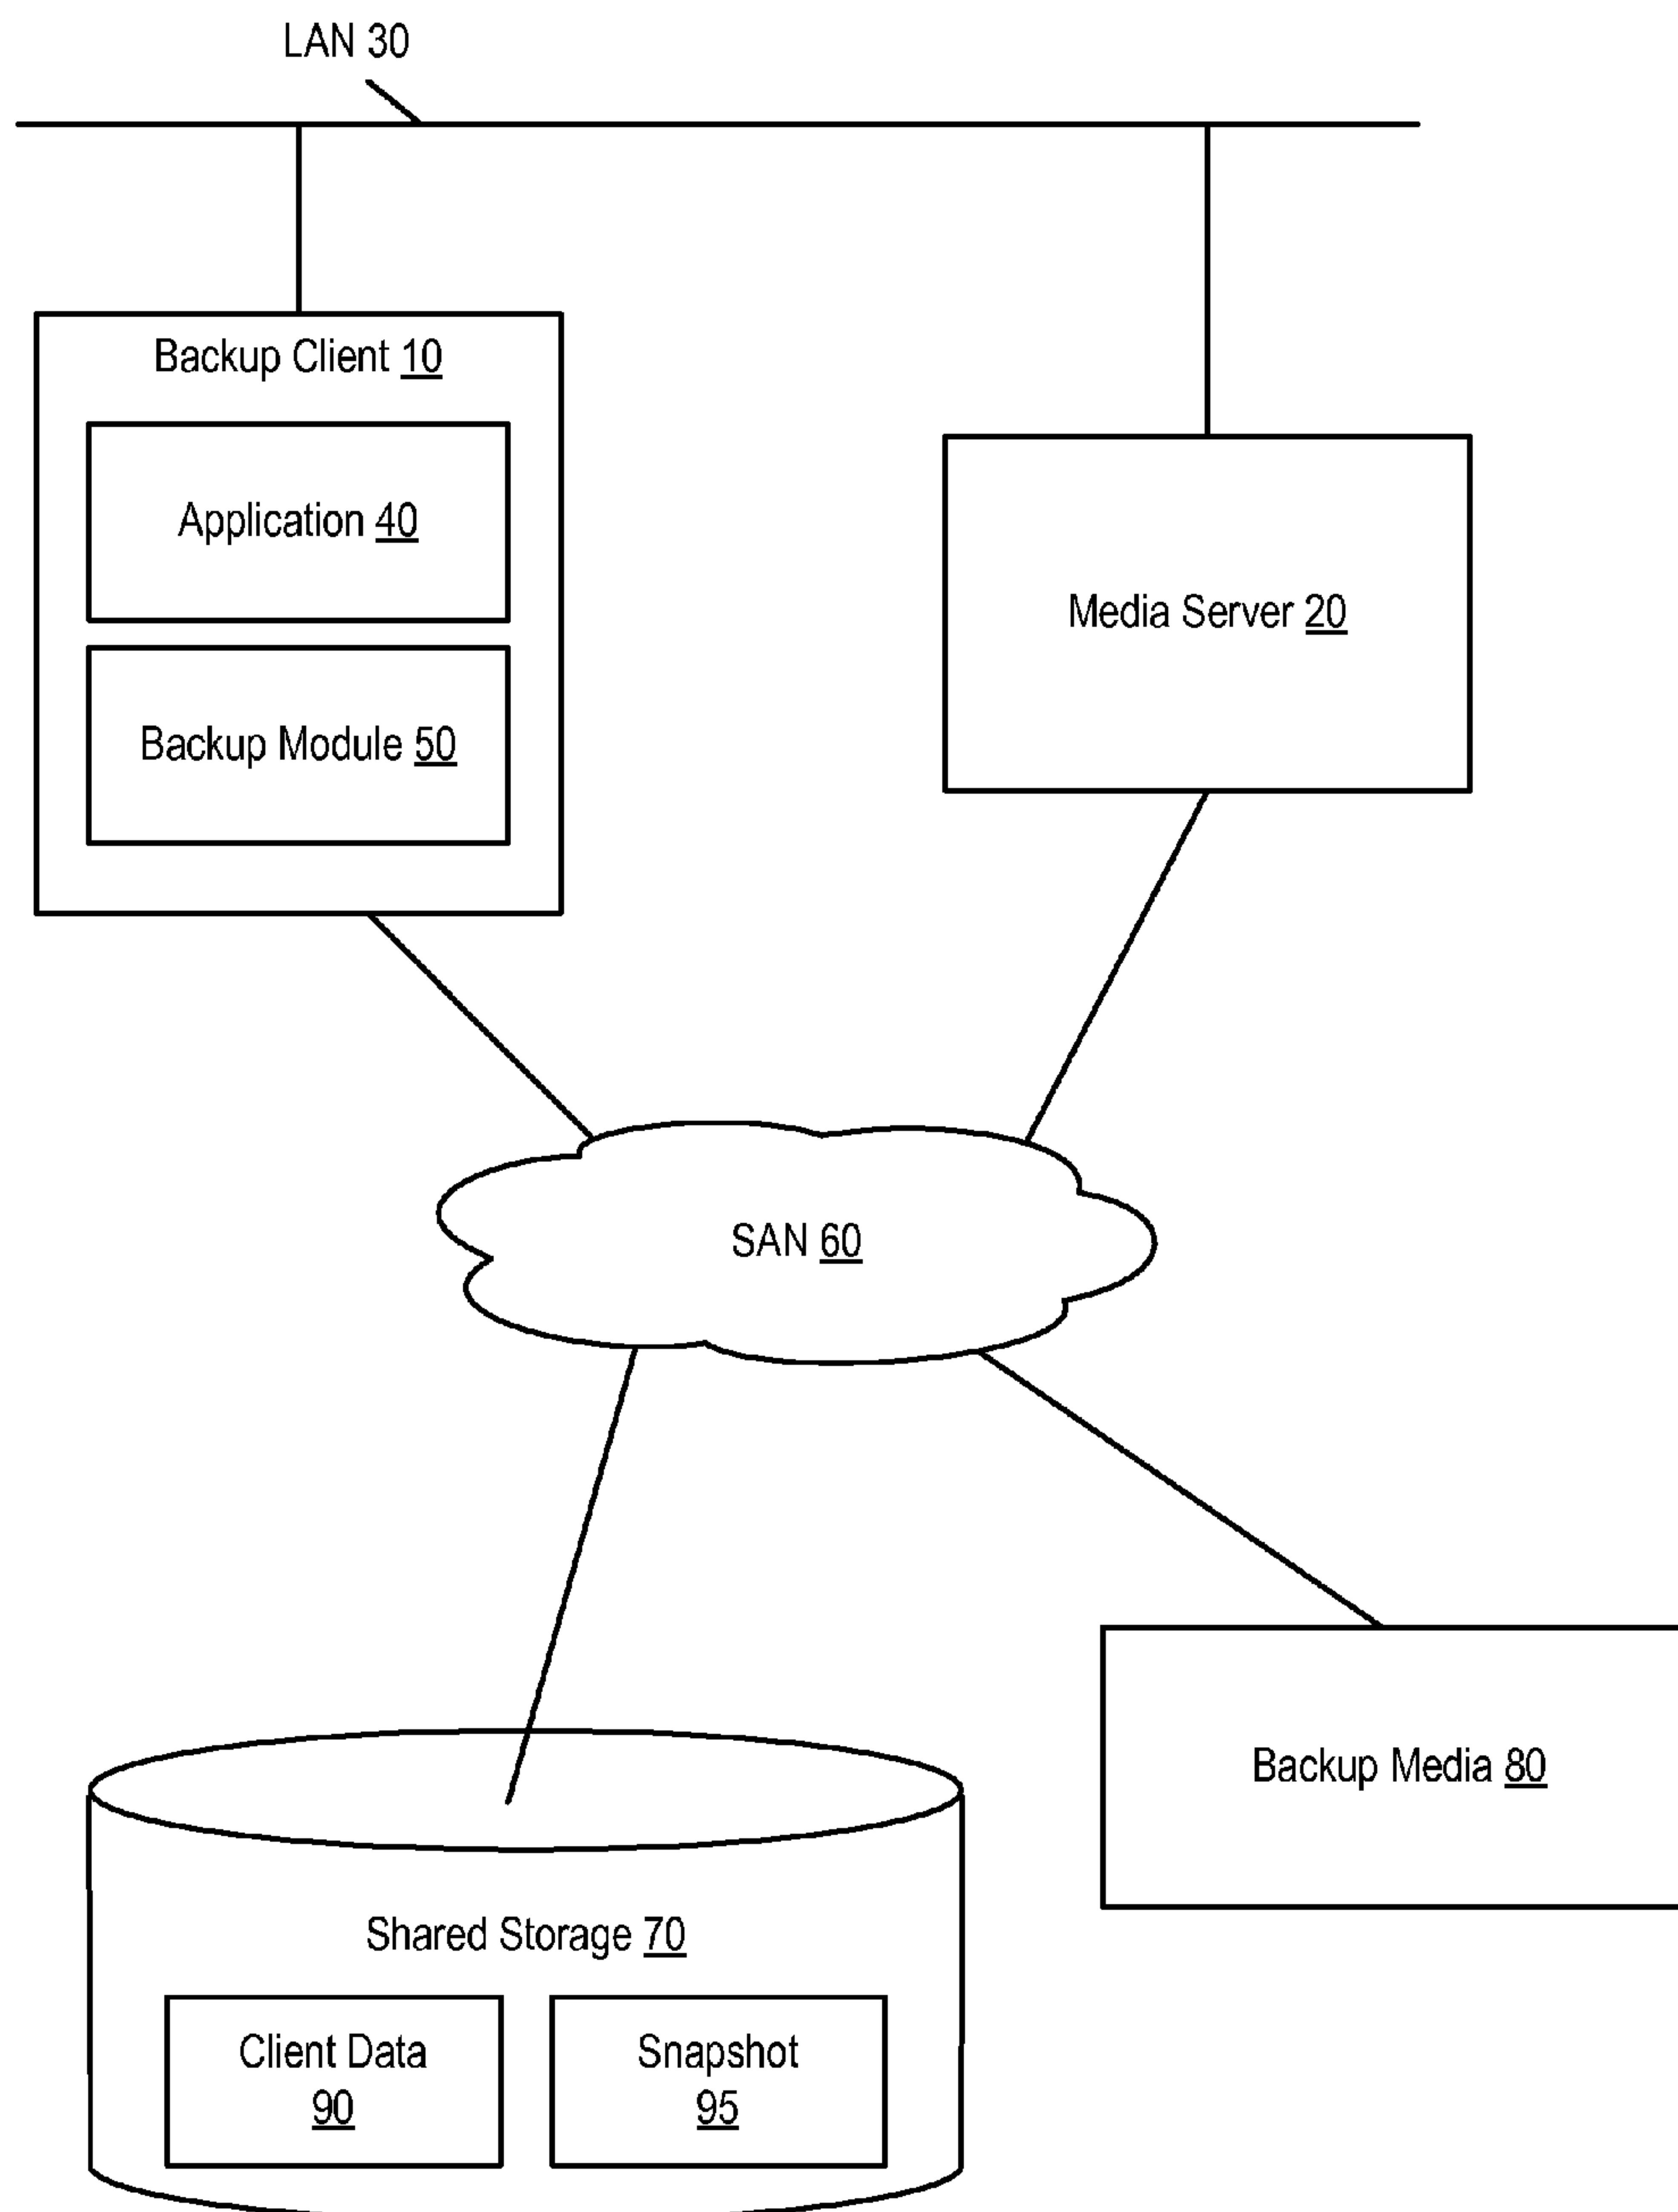 LAN 30
Backup Client 10
Application 40
Media Server 20
Backup Module 50
SAN 60
Backup Media 80
Shared Storage 70
Client Data
90
Snapshot
95